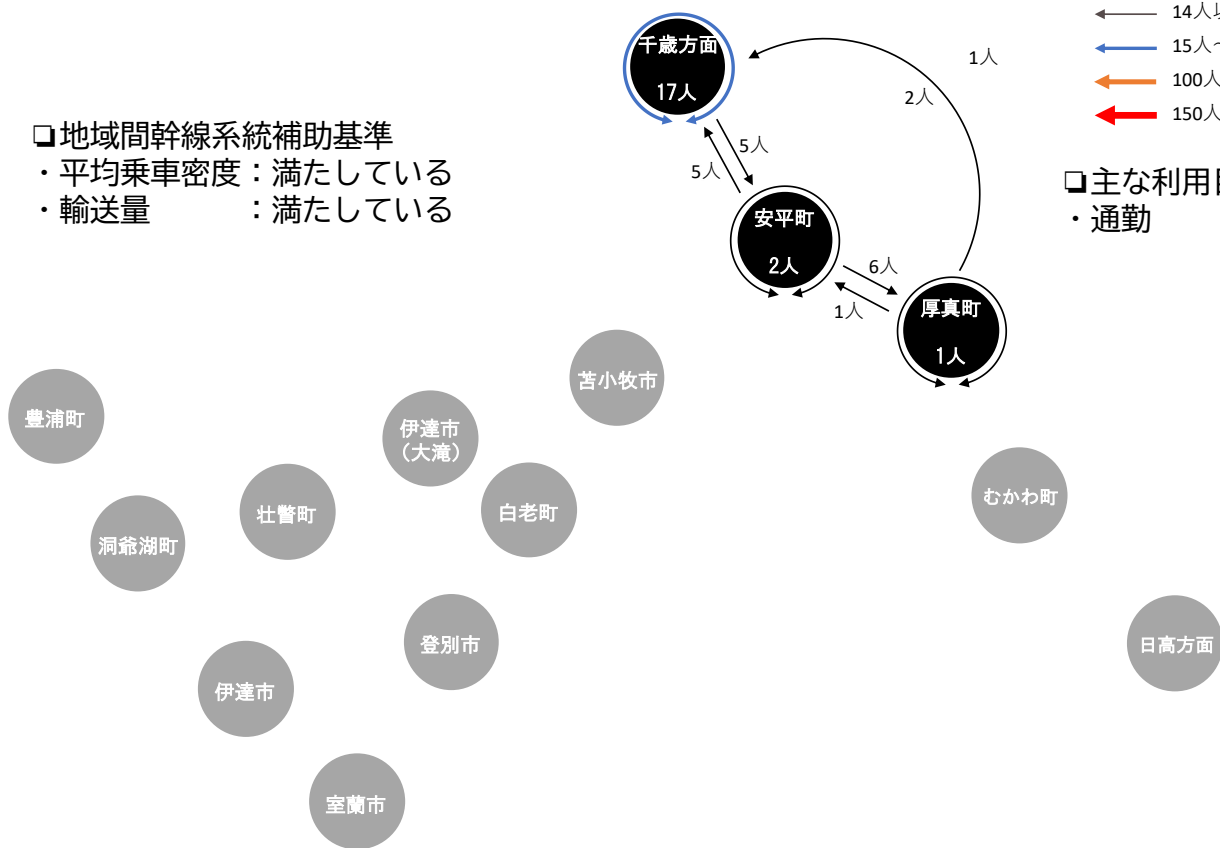 14人以
15人~
100人
150人
千歳方面
17人
1人
2人
❑地域間幹線系統補助基準
・平均乗車密度：満たしている
・輸送量　　　：満たしている
5人
5人
❑主な利用目
・通勤
安平町
2人
6人
1人
厚真町
1人
苫小牧市
豊浦町
伊達市
（大滝）
むかわ町
壮瞥町
白老町
洞爺湖町
登別市
日高方面
伊達市
室蘭市